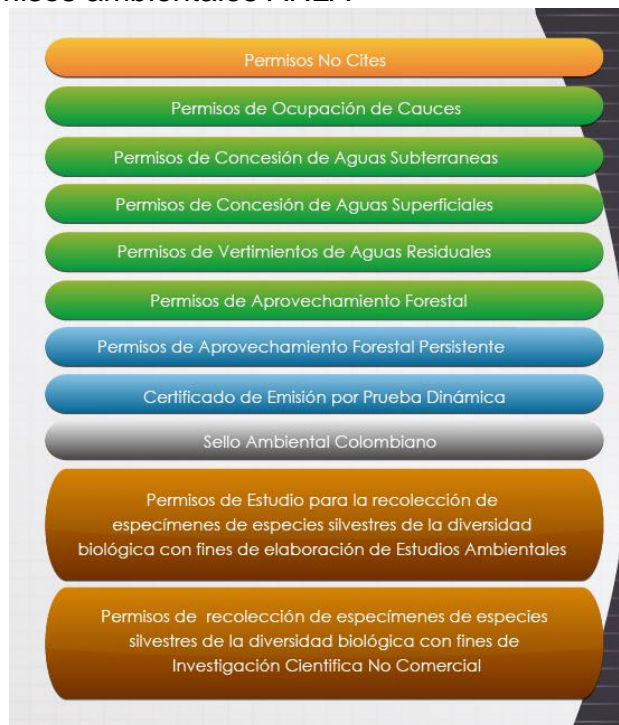 Permisos No Cites
Permisos de Ocupación de Cauces
Permisos de Concesión de Aguas Subterraneas
Permisos de Concesión de Aguas Superficiales
Permisos de Vertimientos de Aguas Residuales
Permisos de Aprovechamiento Forestal
Permisos de Aprovechamiento Forestal Persistente
Certificado de Emisión por Prueba Dinámica
Sello Ambiental Colombiano
Permisos de Estudio para la recolección de
especímenes de especies silvestres de la diversidad
biológica con fines de elaboración de Estudios Ambientales
Permisos de recolección de especímenes de especies
silvestres de la diversidad biológica con fines de
Investigación Cientifica No Comercial